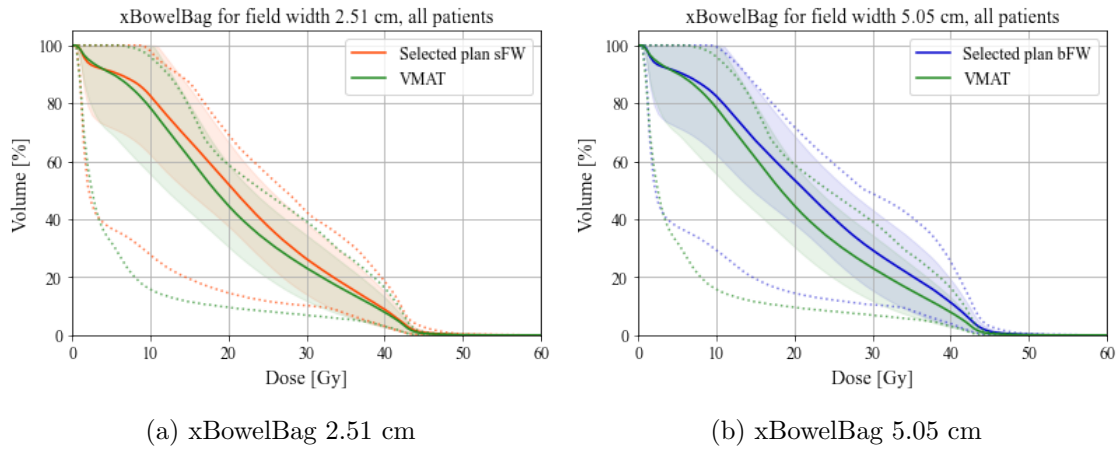 xBowelBag for field width 2.51 cm, all patients
Selected plan sFW
VMAT
Volume [%]
100
80
60
40
20
0
0 10 20 30 40 50 60
Dose [Gy]
(a) xBowelBag 2.51 cm
xBowelBag for field width 5.05 cm, all patients
Selected plan bFW
VMAT
Volume [%]
100
80
60
40
20
0
0 10 20 30 40 50 60
Dose [Gy]
(b) xBowelBag 5.05 cm